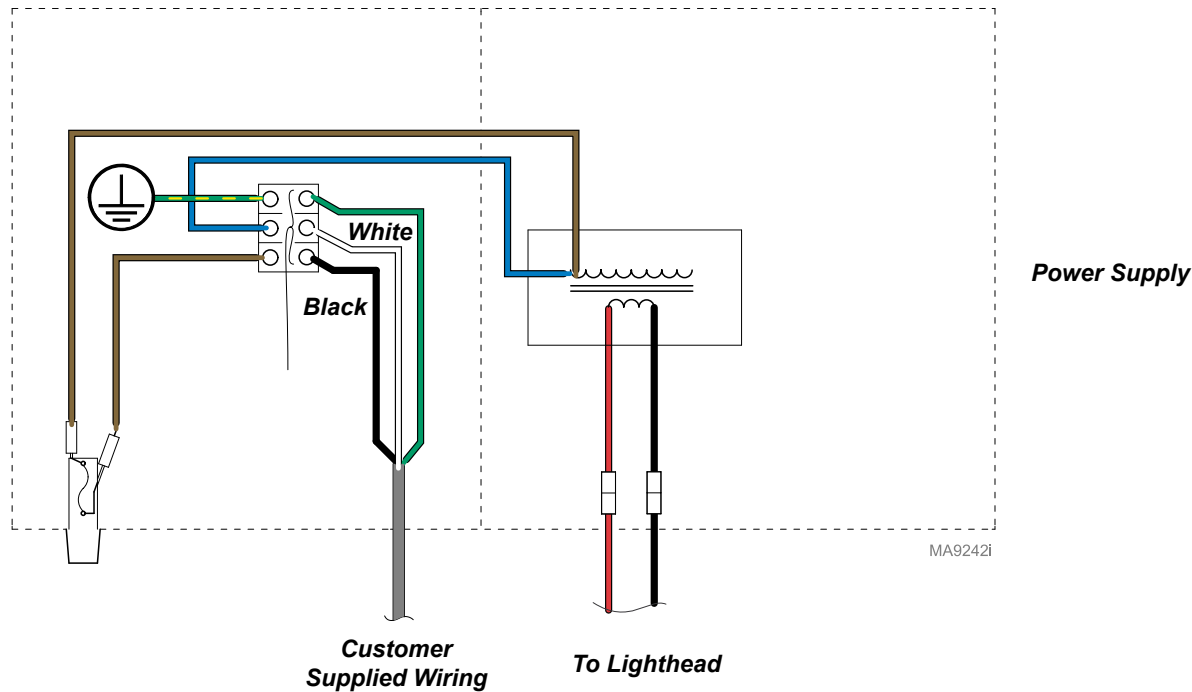 White
Black
Power Supply
MA9242i
Customer
Supplied Wiring
To Lighthead